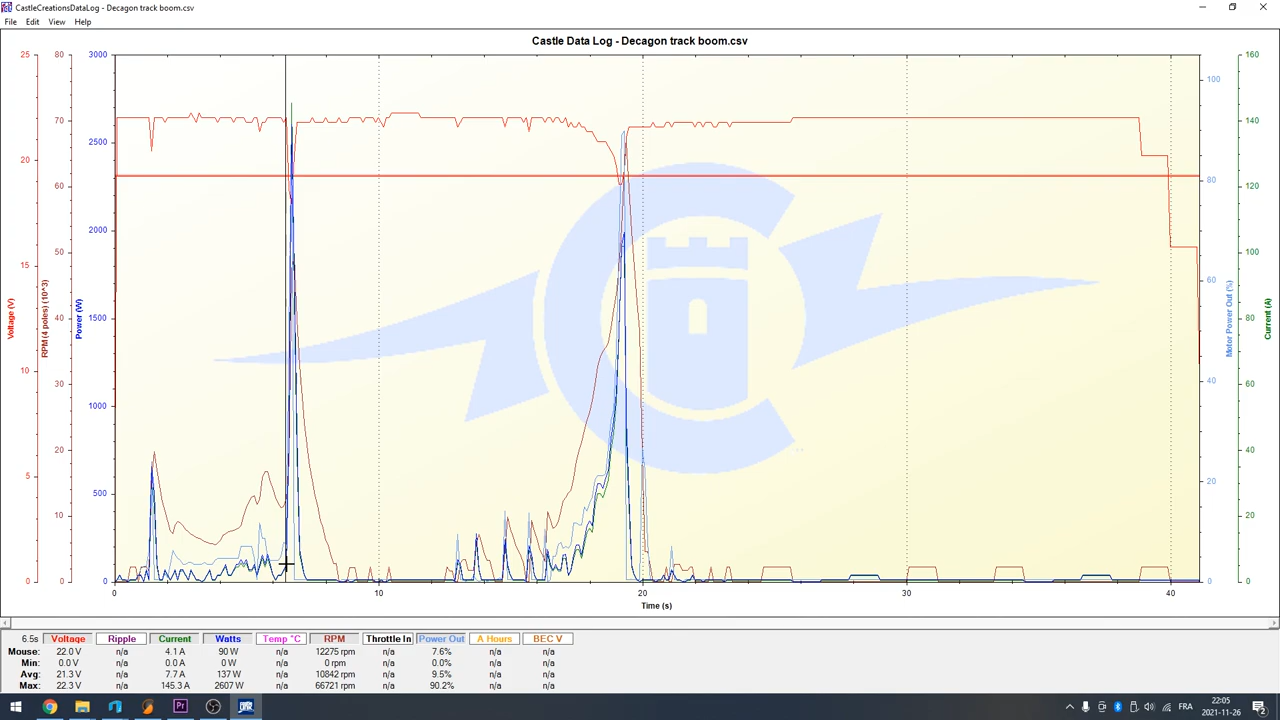 CastleCreationsDataLog - Decagon track boom.csv
File Edit View Help
Castle Data Log - Decagon track boom.csv
25 80 3000 160
100
70 2500 140
20
60 80 120
2000
50 100
15
60
40 1500 80
10
30 40 60
1000
20 40
5 20
500
10 20
0 0 0 0 0
Voltage (V)
RPM (4 poles) (10^3)
Power (W)
Motor Power Out (%)
Current (A)
0 10 20 30 40
Time (s)
6.5s Voltage Ripple Current Watts Temp °C RPM Throttle In Power Out A Hours BEC V
Mouse: 22.0 V n/a 4.1 A 90 W n/a 12275 rpm n/a 7.6% n/a n/a
Min: 0.0 V n/a 0.0 A 0 W n/a 0 rpm n/a 0.0% n/a n/a
Avg: 21.3 V n/a 7.7 A 137 W n/a 10842 rpm n/a 9.5% n/a n/a
Max: 22.3 V n/a 145.3 A 2607 W n/a 66721 rpm n/a 90.2% n/a n/a
Pr
FRA
22:05
2021-11-26
2